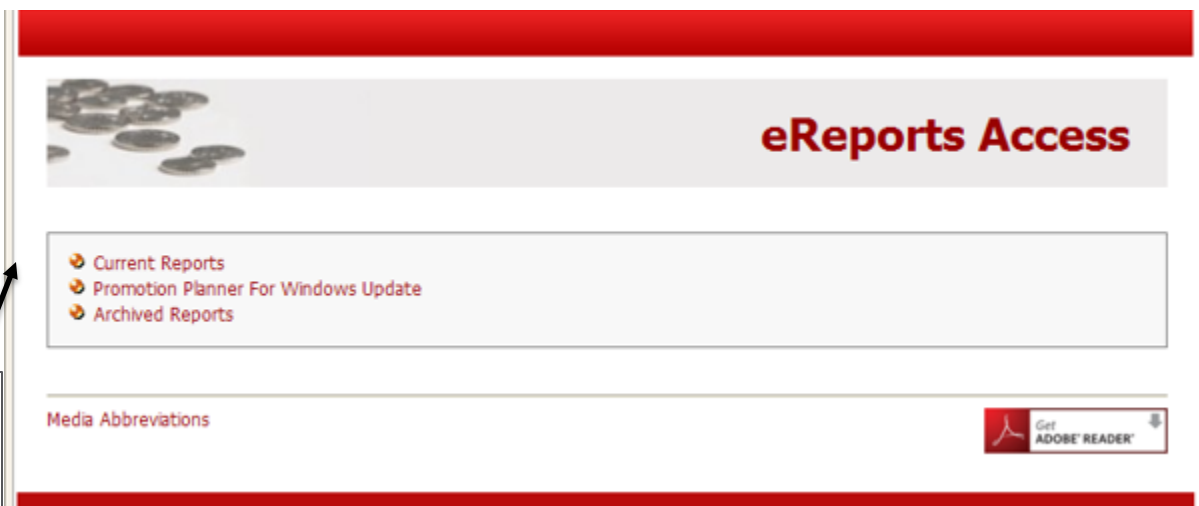 eReports Access
Current Reports
Promotion Planner For Windows Update
Archived Reports
Media Abbreviations
Get
ADOBE® READER®